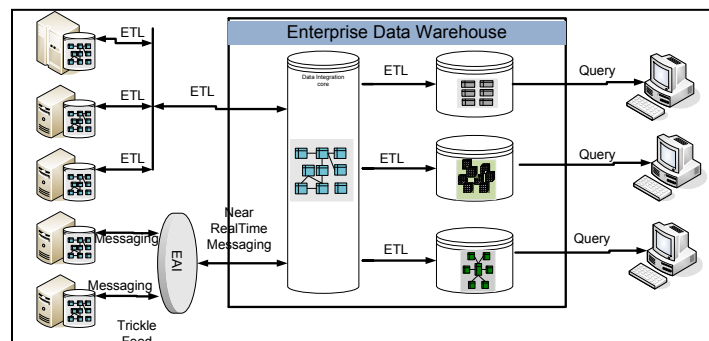 Enterprise Data Warehouse
ETL
ETL
ETL
ETL
Messaging
Messaging
EAI
Trickle
Feed
Near
RealTime
Messaging
Data Integration
core
ETL
ETL
ETL
Query
Query
Query